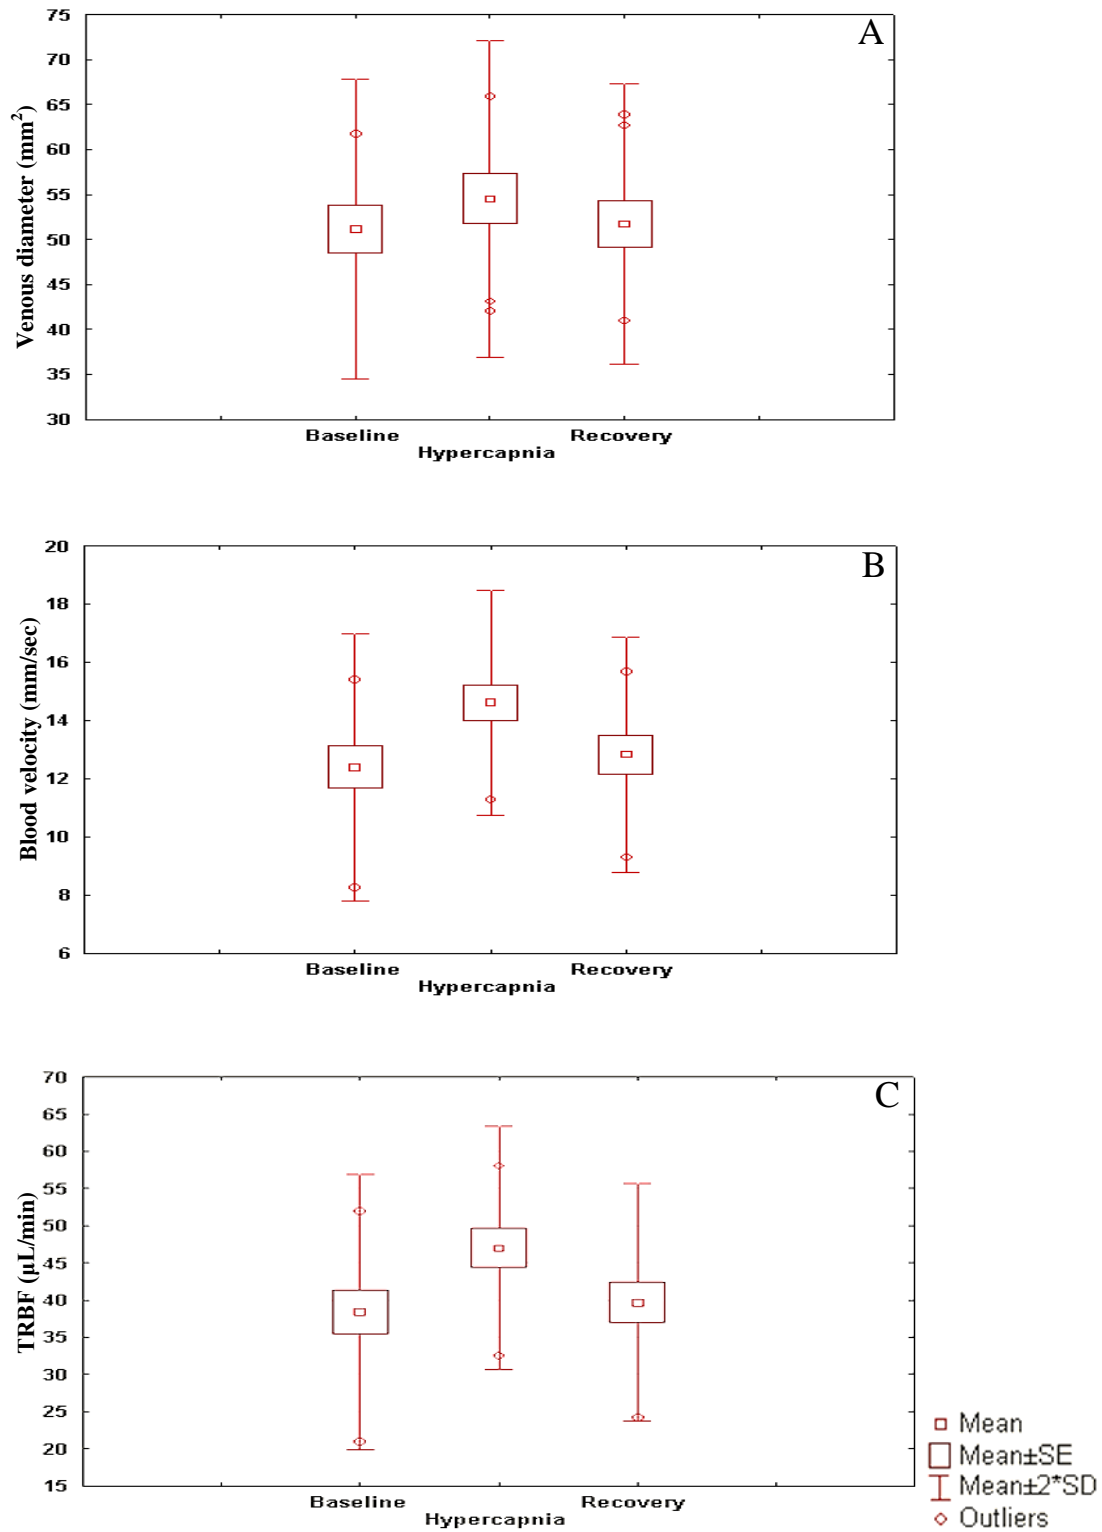 A
Venous diameter (mm²)
75
70
65
60
55
50
45
40
35
30
Baseline
Hypercapnia
Recovery
B
Blood velocity (mm/sec)
20
18
16
14
12
10
8
6
Baseline
Hypercapnia
Recovery
C
TRBF (µL/min)
70
65
60
55
50
45
40
35
30
25
20
15
Baseline
Hypercapnia
Recovery
Mean
Mean±SE
Mean±2*SD
Outliers